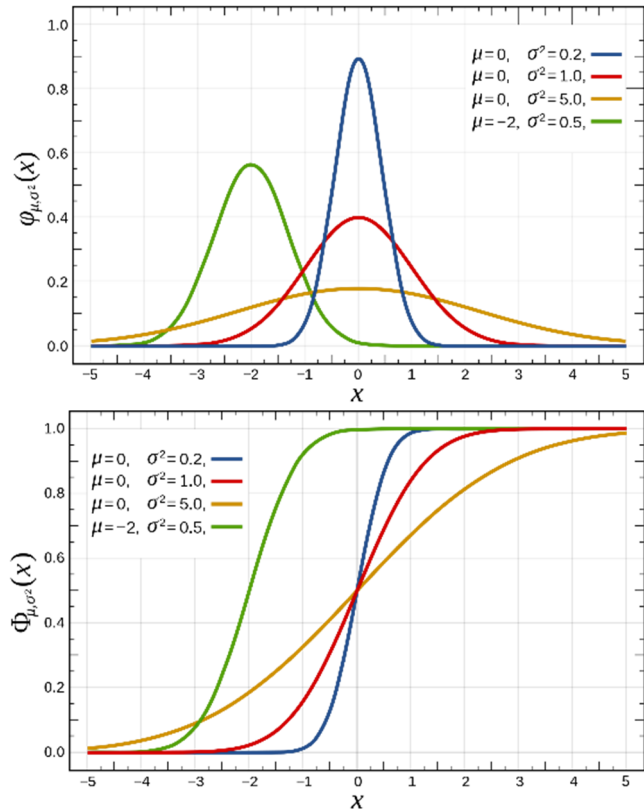 1.0
μ=0, σ²=0.2,
μ=0, σ²=1.0,
μ=0, σ²=5.0,
μ=−2, σ²=0.5,
0.8
0.6
0.4
0.2
0.0
φμ,σ²(x)
−5 −4 −3 −2 −1 0 1 2 3 4 5
x
1.0
μ=0, σ²=0.2,
μ=0, σ²=1.0,
μ=0, σ²=5.0,
μ=−2, σ²=0.5,
0.8
0.6
0.4
0.2
0.0
Φμ,σ²(x)
−5 −4 −3 −2 −1 0 1 2 3 4 5
x